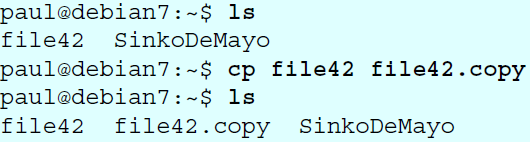 paul@debian7:~$ ls
file42  SinkoDeMayo
paul@debian7:~$ cp file42 file42.copy
paul@debian7:~$ ls
file42  file42.copy  SinkoDeMayo